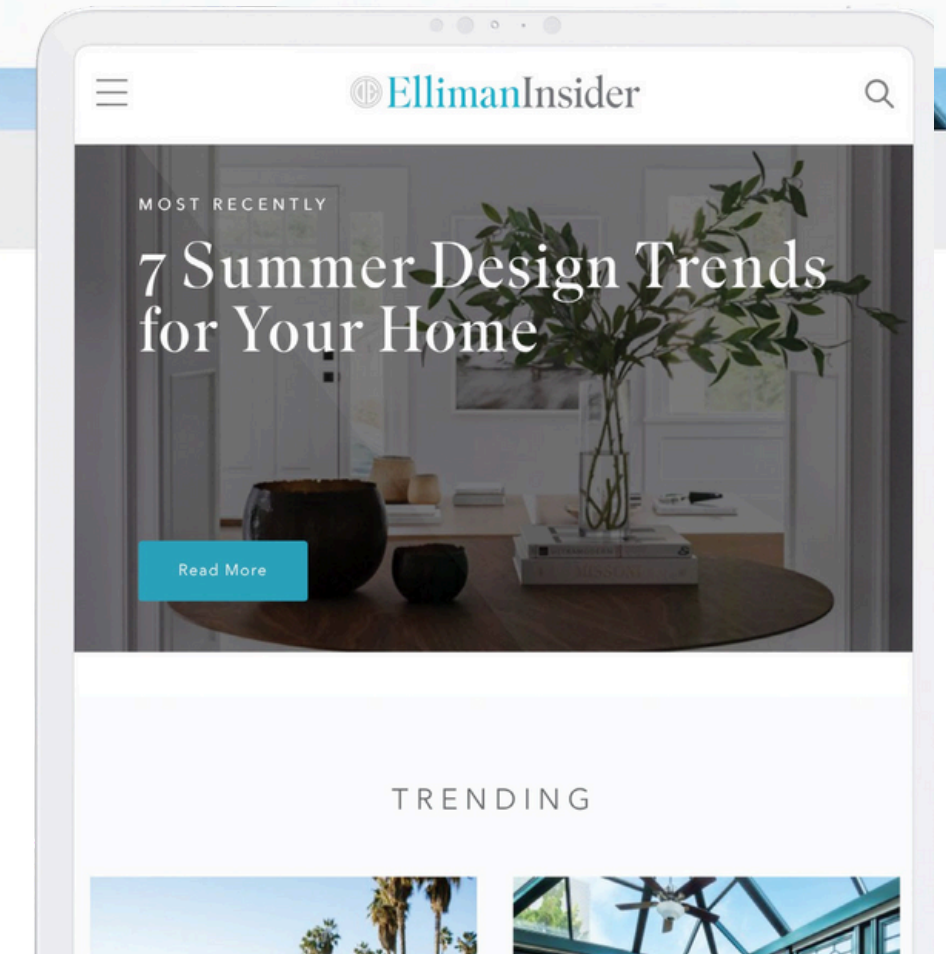 EllimanInsider
MOST RECENTLY
7 Summer Design Trends
for Your Home
Read More
TRENDING